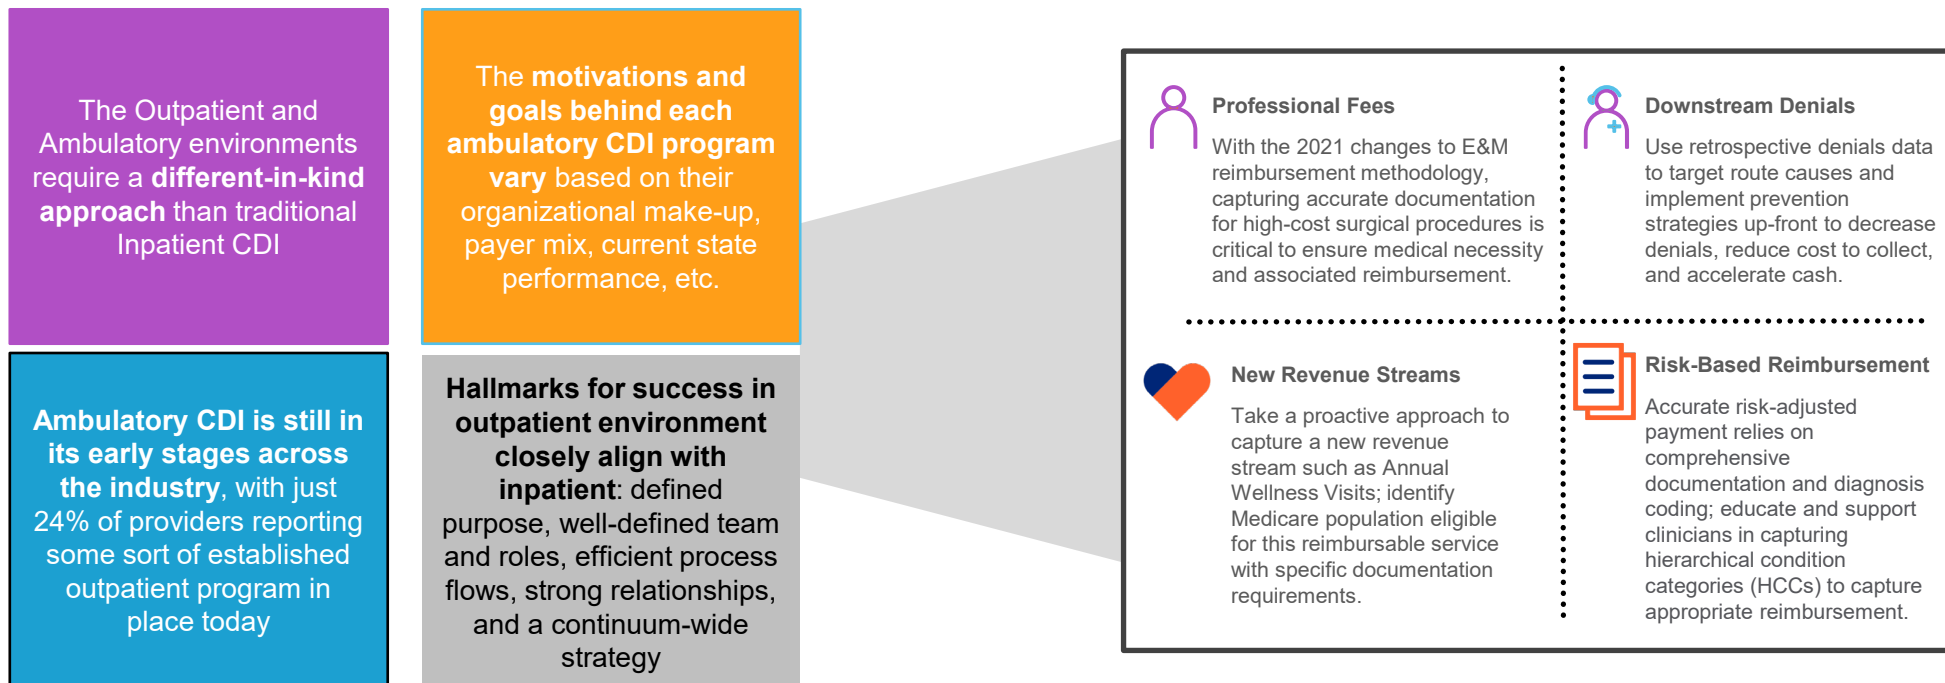 The Outpatient and
Ambulatory environments
require a different-in-kind
approach than traditional
Inpatient CDI
The motivations and
goals behind each
ambulatory CDI program
vary based on their
organizational make-up,
payer mix, current state
performance, etc.
Ambulatory CDI is still in
its early stages across
the industry, with just
24% of providers reporting
some sort of established
outpatient program in
place today
Hallmarks for success in
outpatient environment
closely align with
inpatient: defined
purpose, well-defined team
and roles, efficient process
flows, strong relationships,
and a continuum-wide
strategy
Professional Fees
With the 2021 changes to E&M
reimbursement methodology,
capturing accurate documentation
for high-cost surgical procedures is
critical to ensure medical necessity
and associated reimbursement.
Downstream Denials
Use retrospective denials data
to target route causes and
implement prevention
strategies up-front to decrease
denials, reduce cost to collect,
and accelerate cash.
New Revenue Streams
Take a proactive approach to
capture a new revenue
stream such as Annual
Wellness Visits; identify
Medicare population eligible
for this reimbursable service
with specific documentation
requirements.
Risk-Based Reimbursement
Accurate risk-adjusted
payment relies on
comprehensive
documentation and diagnosis
coding; educate and support
clinicians in capturing
hierarchical condition
categories (HCCs) to capture
appropriate reimbursement.